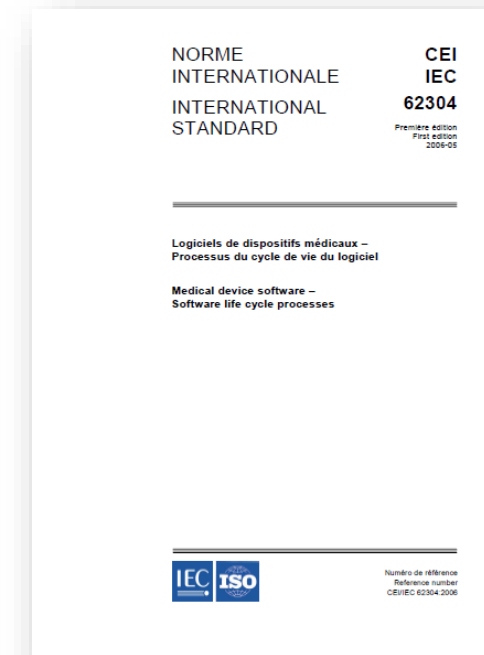 NORME
INTERNATIONALE
INTERNATIONAL
STANDARD
CEI
IEC
62304
Première édition
First edition
2006-05
Logiciels de dispositifs médicaux –
Processus du cycle de vie du logiciel
Medical device software –
Software life cycle processes
IEC
ISO
Numéro de référence
Reference number
CEI/IEC 62304:2006